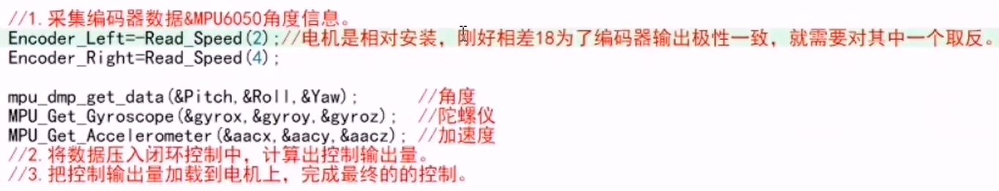 //1.采集编码器数据&MPU6050角度信息。
Encoder_Left=-Read_Speed(2);//电机是相对安装，刚好相差18为了编码器输出极性一致，就需要对其中一个取反。
Encoder_Right=Read_Speed(4);
mpu_dmp_get_data(&Pitch,&Roll,&Yaw); //角度
MPU_Get_Gyroscope(&gyrox,&gyroy,&gyroz); //陀螺仪
MPU_Get_Accelerometer(&aacx,&aacy,&aacz); //加速度
//2.将数据压入闭环控制中，计算出控制输出量。
//3.把控制输出量加载到电机上，完成最终的的控制。